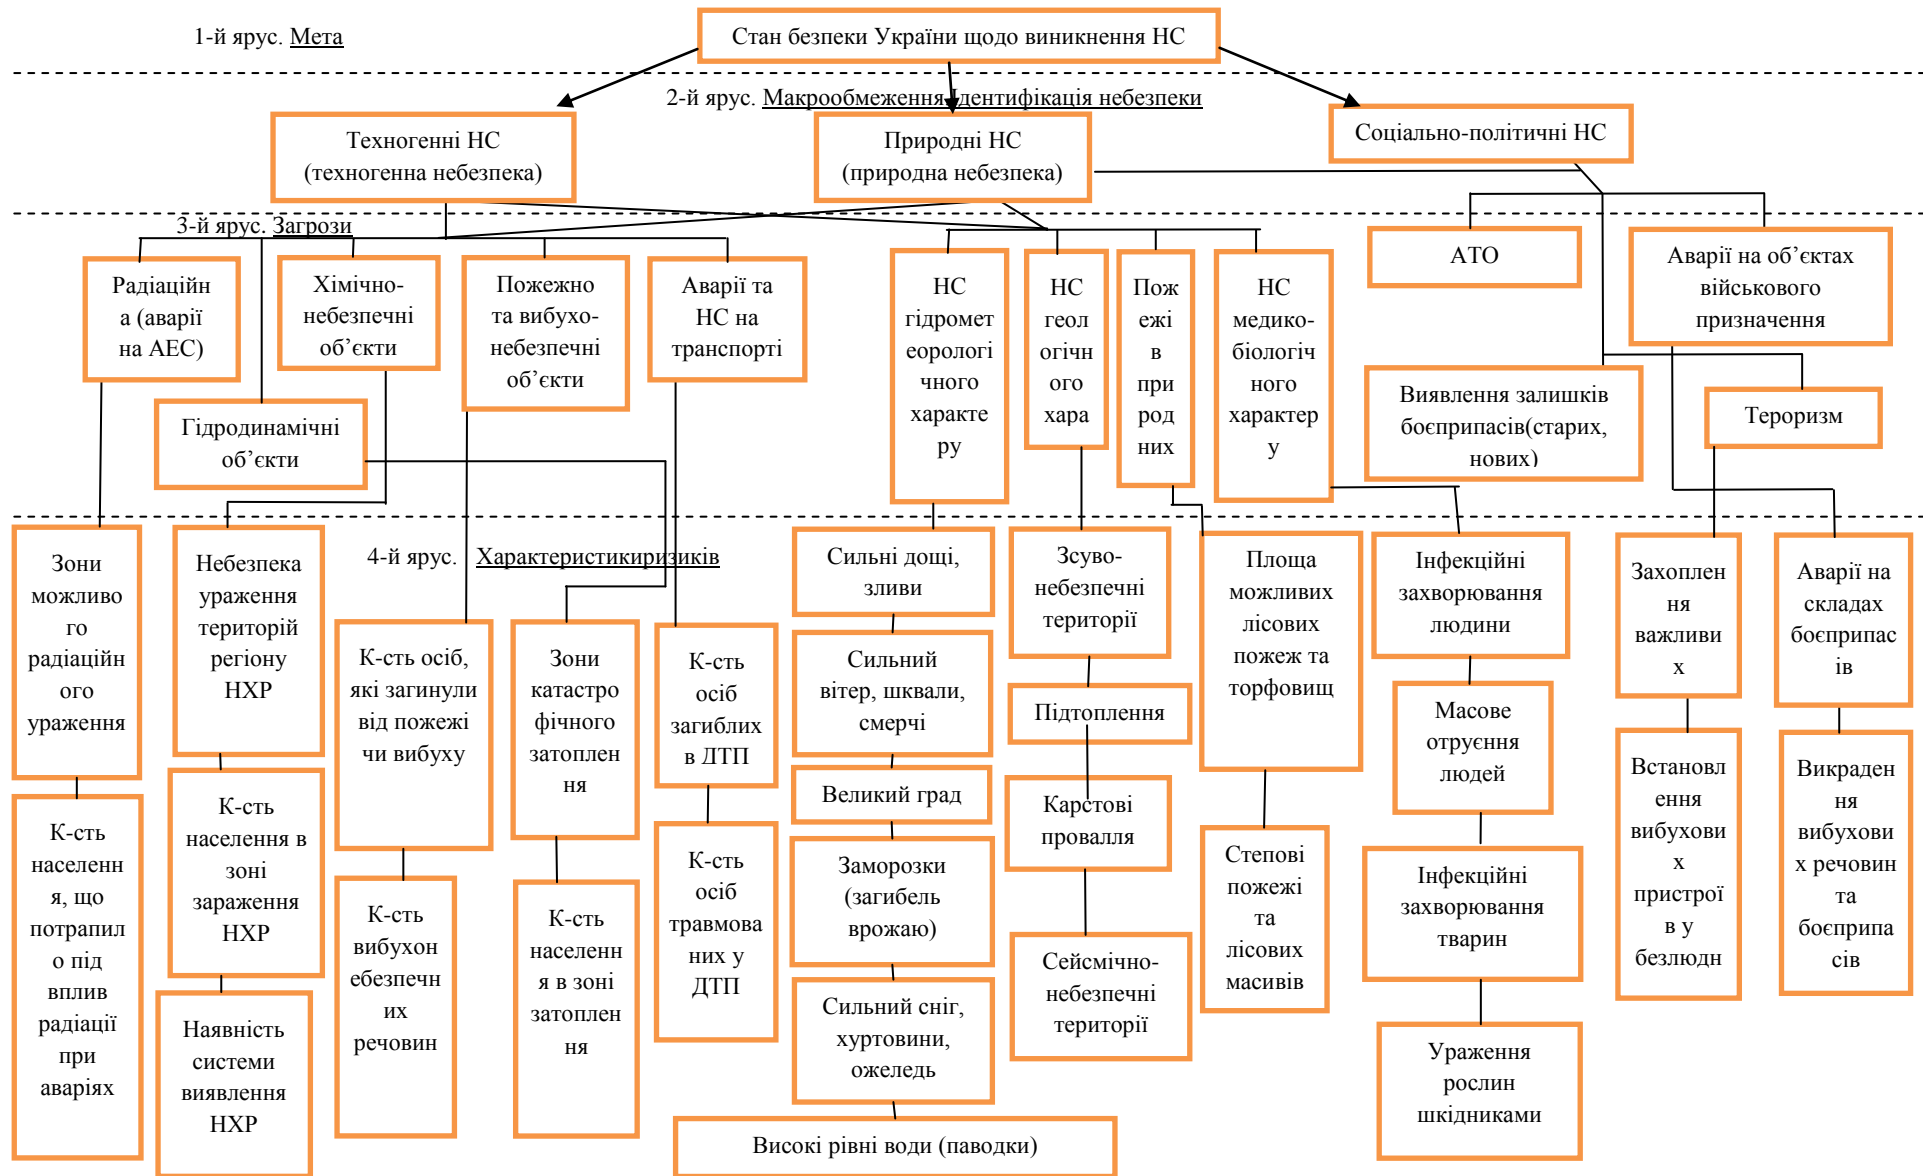 1-й ярус. Мета
Стан безпеки України щодо виникнення НС
2-й ярус. Макрообмеження Ідентифікація небезпеки
Техногенні НС
(техногенна небезпека)
Природні НС
(природна небезпека)
Соціально-політичні НС
3-й ярус. Загрози
Радіаційн
а (аварії
на АЕС)
Хімічно-
небезпечні
об’єкти
Пожежно
та вибухо-
небезпечні
об’єкти
Аварії та
НС на
транспорті
Гідродинамічні
об’єкти
НС
гідромет
еорологі
чного
характе
ру
НС
геол
огічн
ого
хара
Пож
ежі
в
при
род
них
НС
медико-
біологіч
ного
характер
у
АТО
Аварії на об’єктах
військового
призначення
Виявлення залишків
боєприпасів(старих,
нових)
Тероризм
4-й ярус. Характеристикиризиків
Зони
можливо
го
радіаційн
ого
ураження
К-сть
населенн
я, що
потрапил
о під
вплив
радіації
при
аваріях
Небезпека
ураження
територій
регіону
НХР
К-сть
населення в
зоні
зараження
НХР
Наявність
системи
виявлення
НХР
К-сть осіб,
які загинули
від пожежі
чи вибуху
К-сть
вибухон
ебезпечн
их
речовин
Зони
катастро
фічного
затоплен
ня
К-сть
населенн
я в зоні
затоплен
ня
К-сть
осіб
загиблих
в ДТП
К-сть
осіб
травмова
них у
ДТП
Сильні дощі,
зливи
Сильний
вітер, шквали,
смерчі
Великий град
Заморозки
(загибель
врожаю)
Сильний сніг,
хуртовини,
ожеледь
Високі рівні води (паводки)
Зсуво-
небезпечні
території
Підтоплення
Карстові
провалля
Сейсмічно-
небезпечні
території
Площа
можливих
лісових
пожеж та
торфовищ
Степові
пожежі
та
лісових
масивів
Інфекційні
захворювання
людини
Масове
отруєння
людей
Інфекційні
захворювання
тварин
Ураження
рослин
шкідниками
Захоплен
ня
важливи
х
Встановл
ення
вибухови
х
пристрої
в у
безлюдн
Аварії на
складах
боєприпас
ів
Викраден
ня
вибухови
х речовин
та
боєприпа
сів